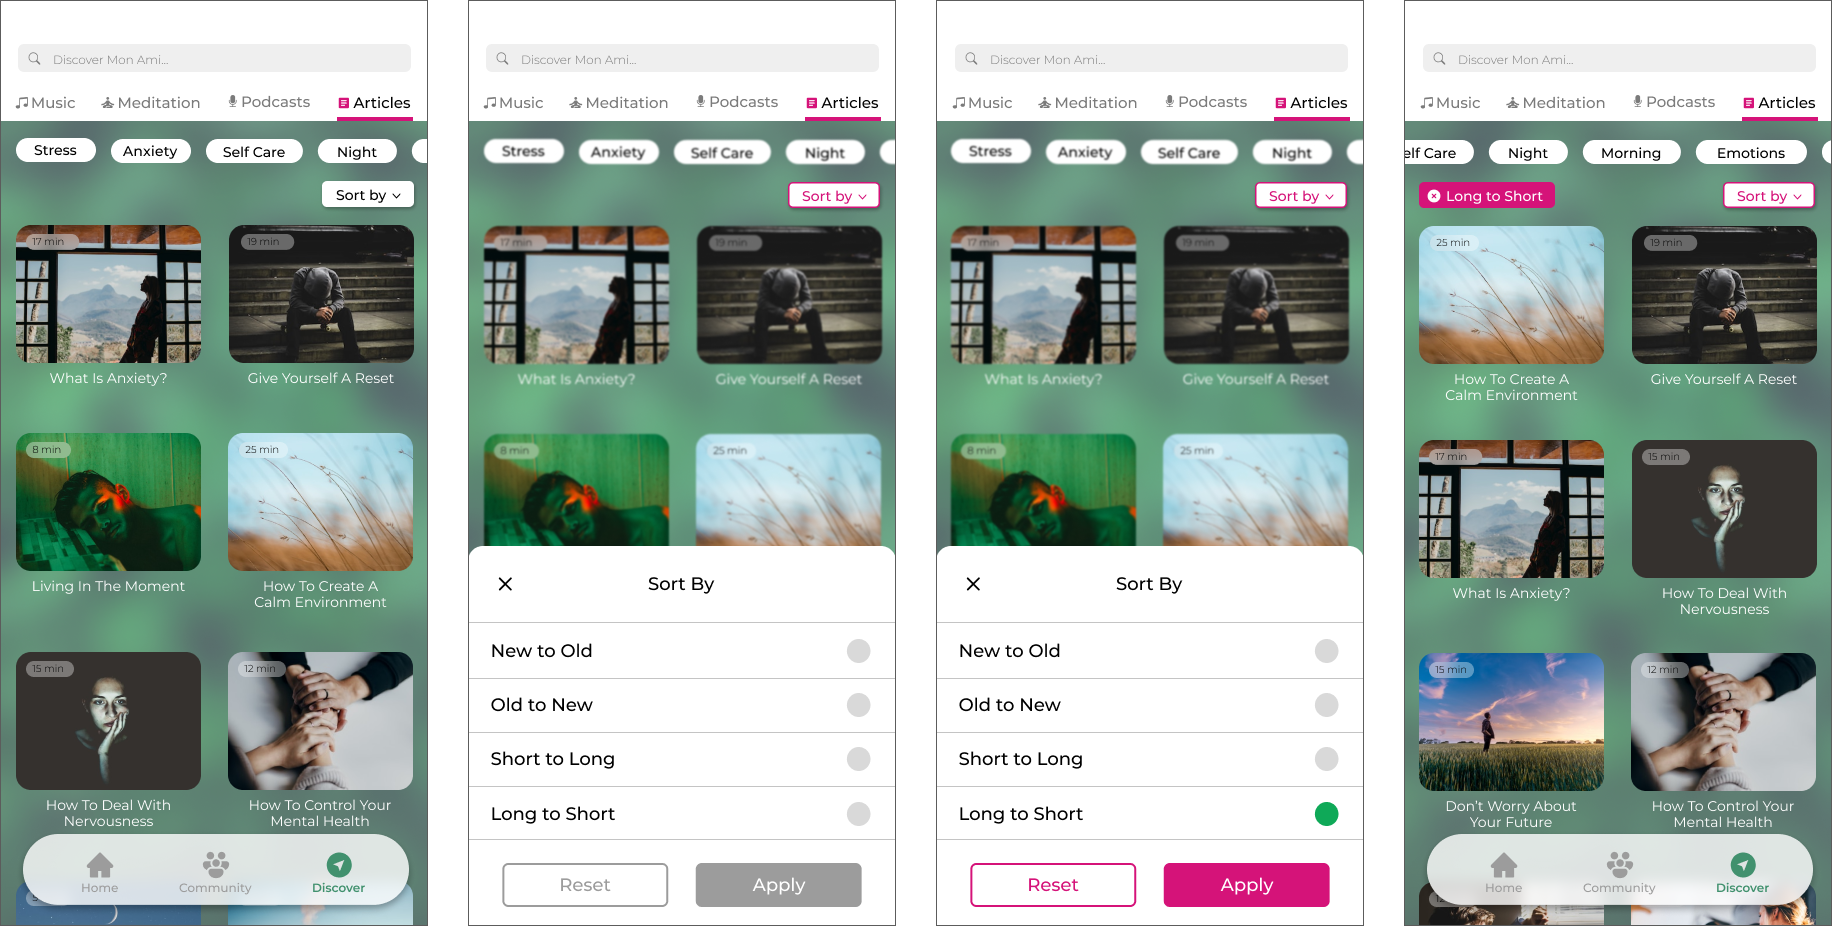 Discover Mon Ami...
Music Meditation Podcasts Articles
Stress Anxiety Self Care Night
Sort by
17 min
19 min
What Is Anxiety?
Give Yourself A Reset
8 min
25 min
Living In The Moment
How To Create A
Calm Environment
15 min
12 min
How To Deal With
Nervousness
How To Control Your
Mental Health
Home Community Discover
Discover Mon Ami...
Music Meditation Podcasts Articles
Stress Anxiety Self Care Night
Sort by
17 min
19 min
What Is Anxiety?
Give Yourself A Reset
8 min
25 min
Sort By
New to Old
Old to New
Short to Long
Long to Short
Reset Apply
Discover Mon Ami...
Music Meditation Podcasts Articles
Stress Anxiety Self Care Night
Sort by
17 min
19 min
What Is Anxiety?
Give Yourself A Reset
8 min
25 min
Sort By
New to Old
Old to New
Short to Long
Long to Short
Reset Apply
Discover Mon Ami...
Music Meditation Podcasts Articles
elf Care Night Morning Emotions
Long to Short Sort by
25 min
19 min
How To Create A
Calm Environment
Give Yourself A Reset
17 min
15 min
What Is Anxiety?
How To Deal With
Nervousness
15 min
12 min
Don't Worry About
Your Future
How To Control Your
Mental Health
Home Community Discover